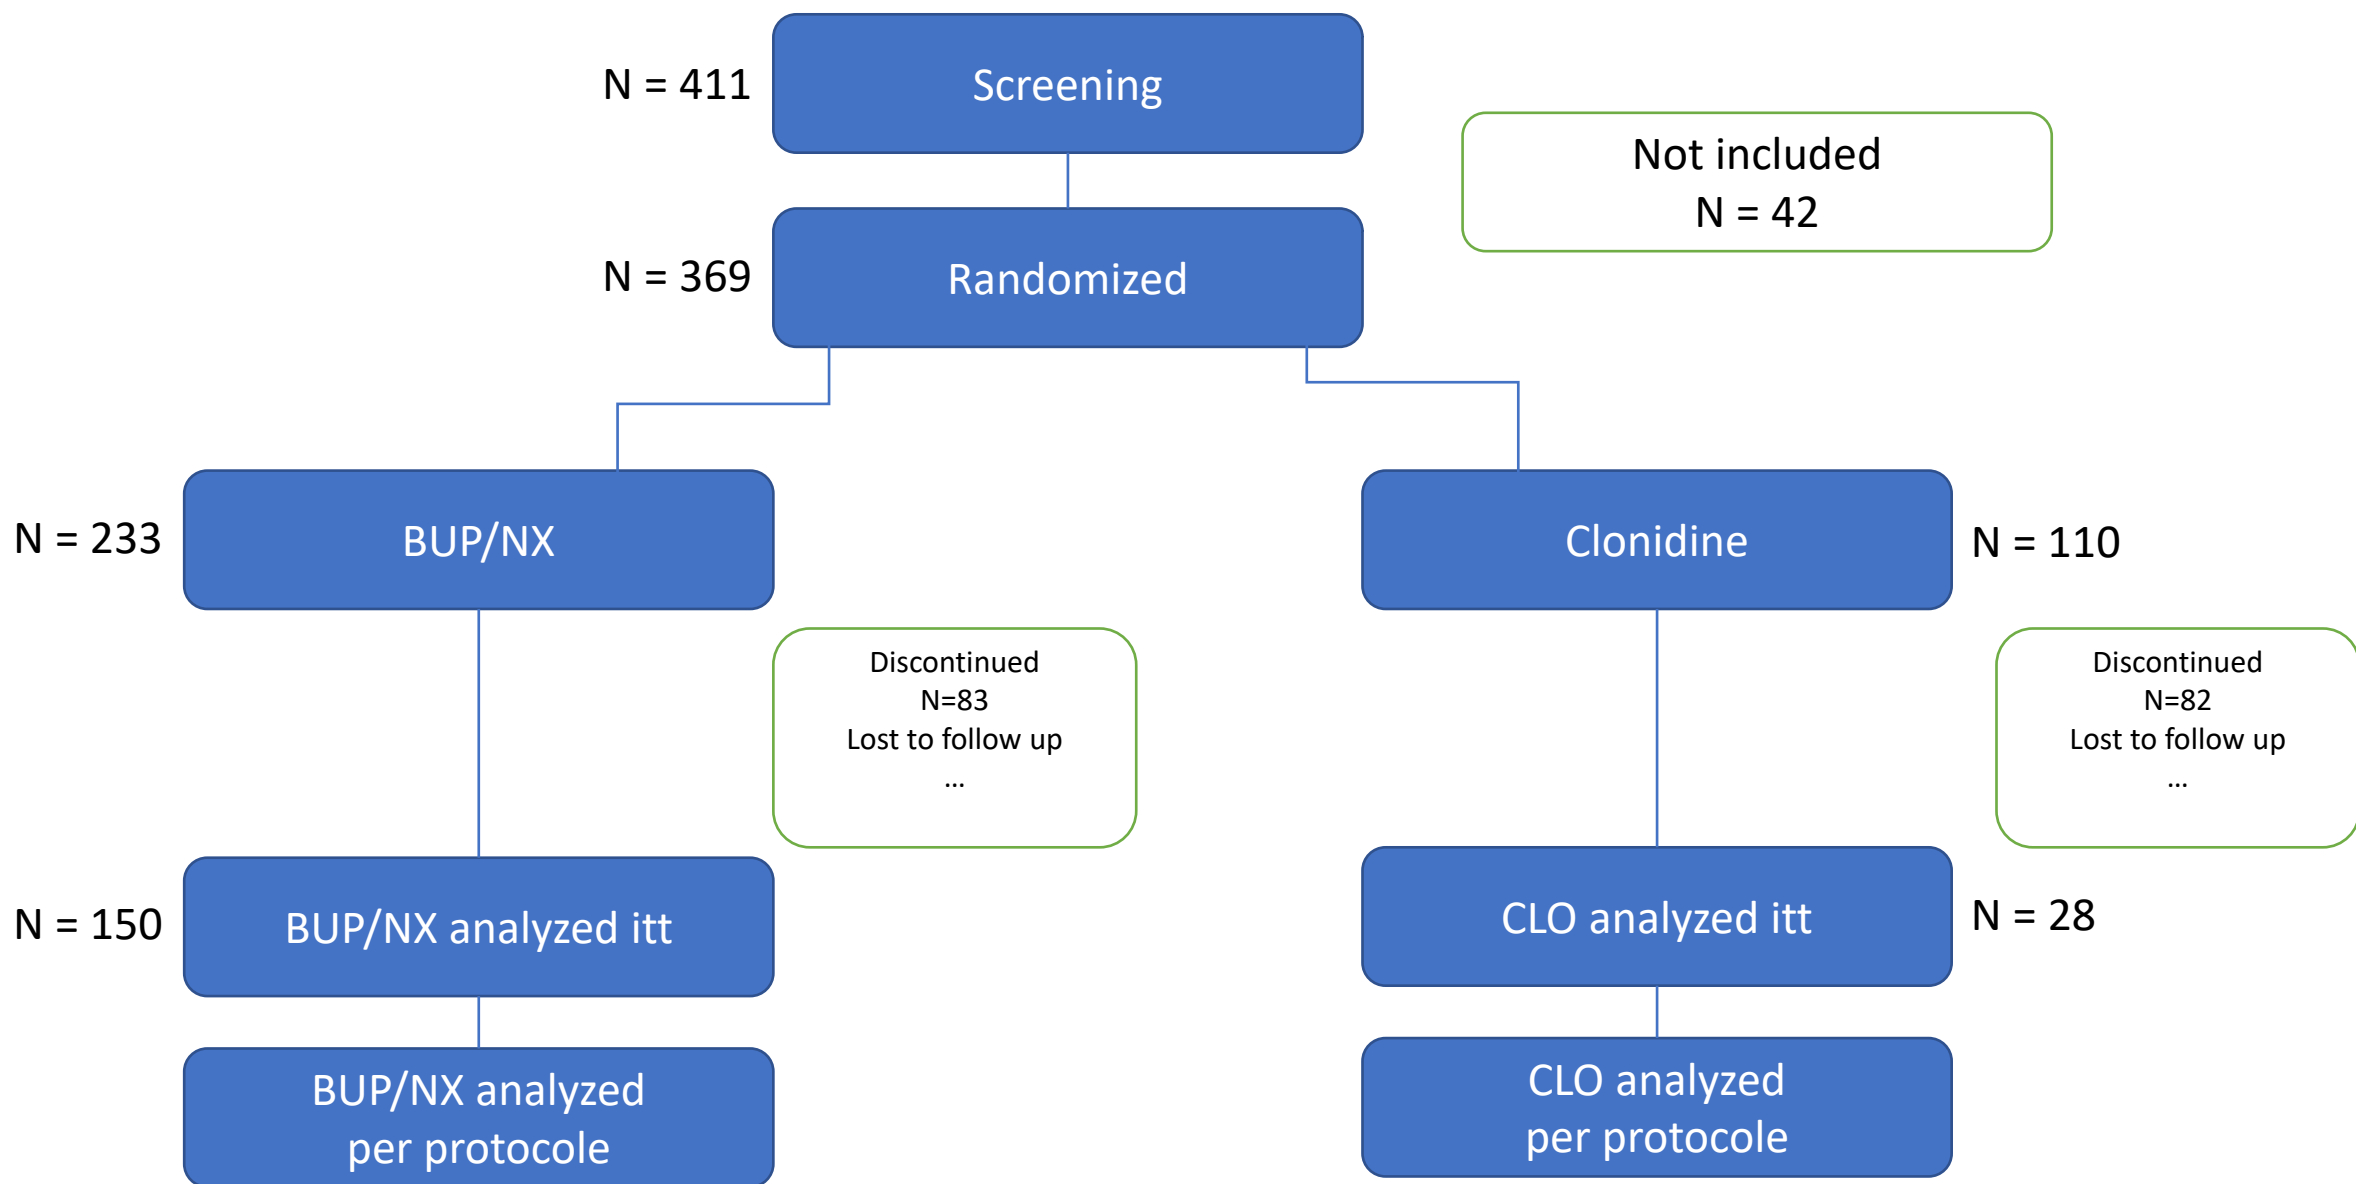 N = 411
Screening
Not included
N = 42
N = 369
Randomized
N = 233
BUP/NX
Clonidine
N = 110
Discontinued
N=83
Lost to follow up
...
Discontinued
N=82
Lost to follow up
...
N = 150
BUP/NX analyzed itt
CLO analyzed itt
N = 28
BUP/NX analyzed
per protocole
CLO analyzed
per protocole